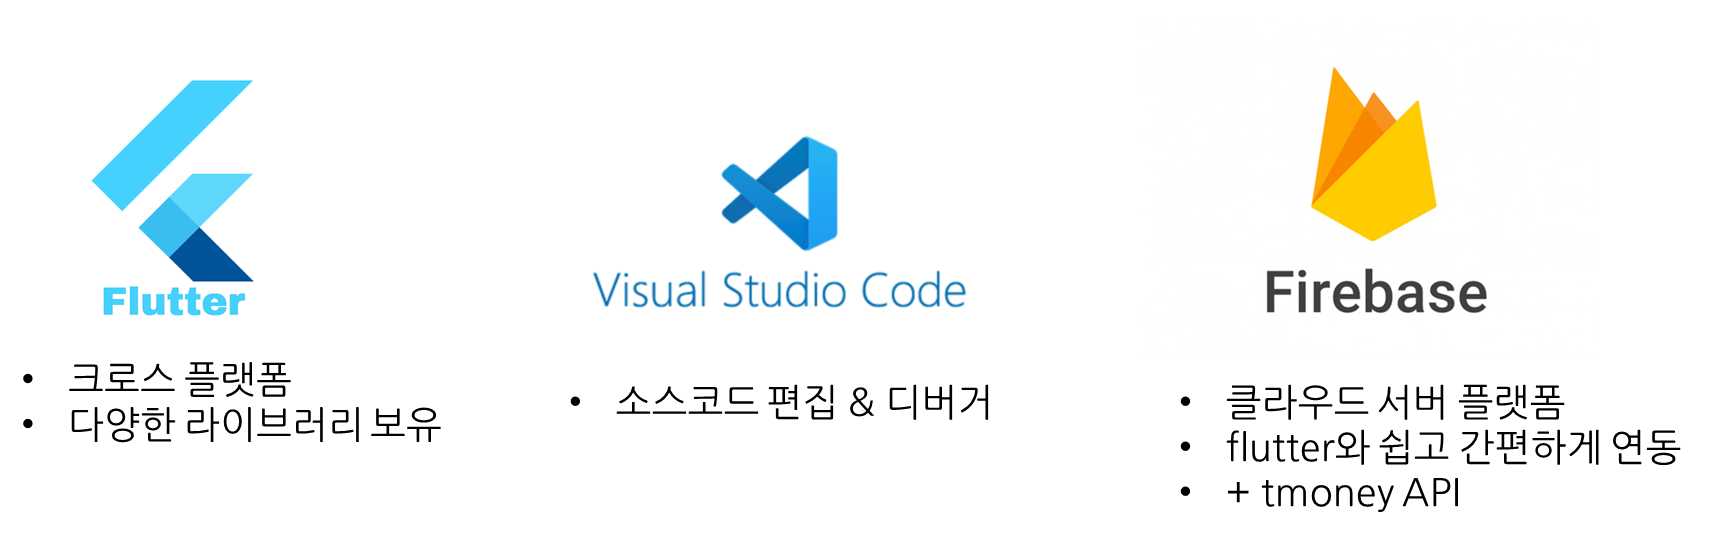 Flutter
• 크로스 플랫폼
• 다양한 라이브러리 보유
Visual Studio Code
• 소스코드 편집 & 디버거
Firebase
• 클라우드 서버 플랫폼
• flutter와 쉽고 간편하게 연동
• + tmoney API